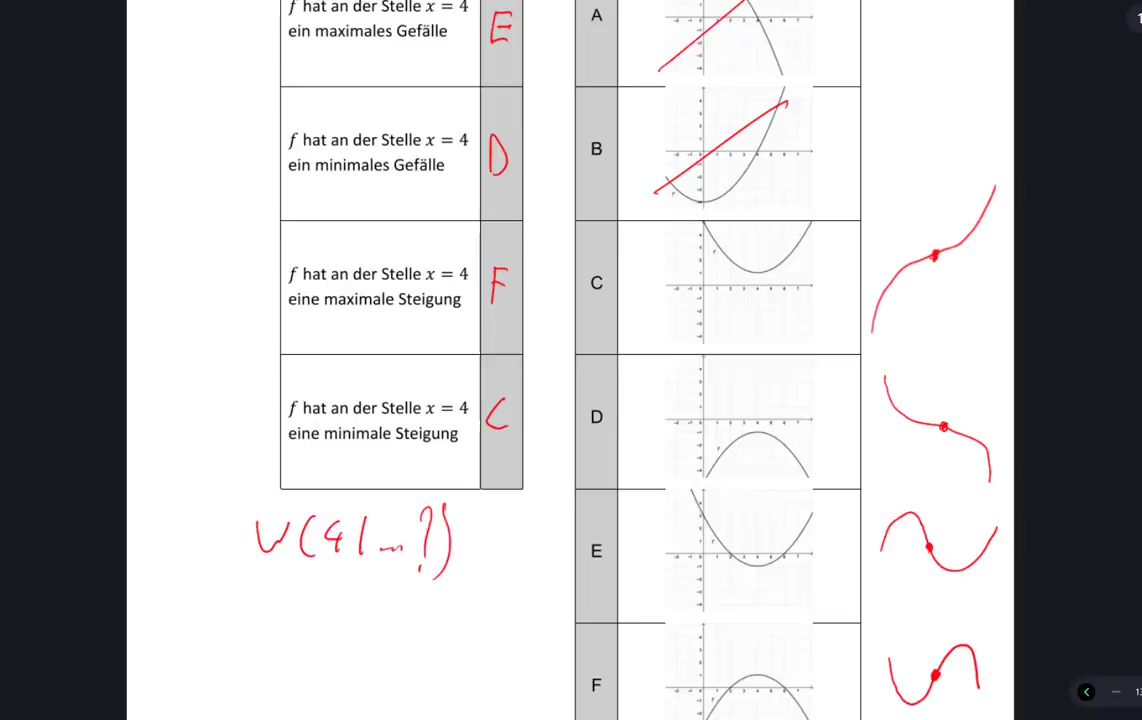 f hat an der Stelle x = 4
ein maximales Gefälle
E
f hat an der Stelle x = 4
ein minimales Gefälle
D
f hat an der Stelle x = 4
eine maximale Steigung
F
f hat an der Stelle x = 4
eine minimale Steigung
C
W(4|...?)
A
B
C
D
E
F